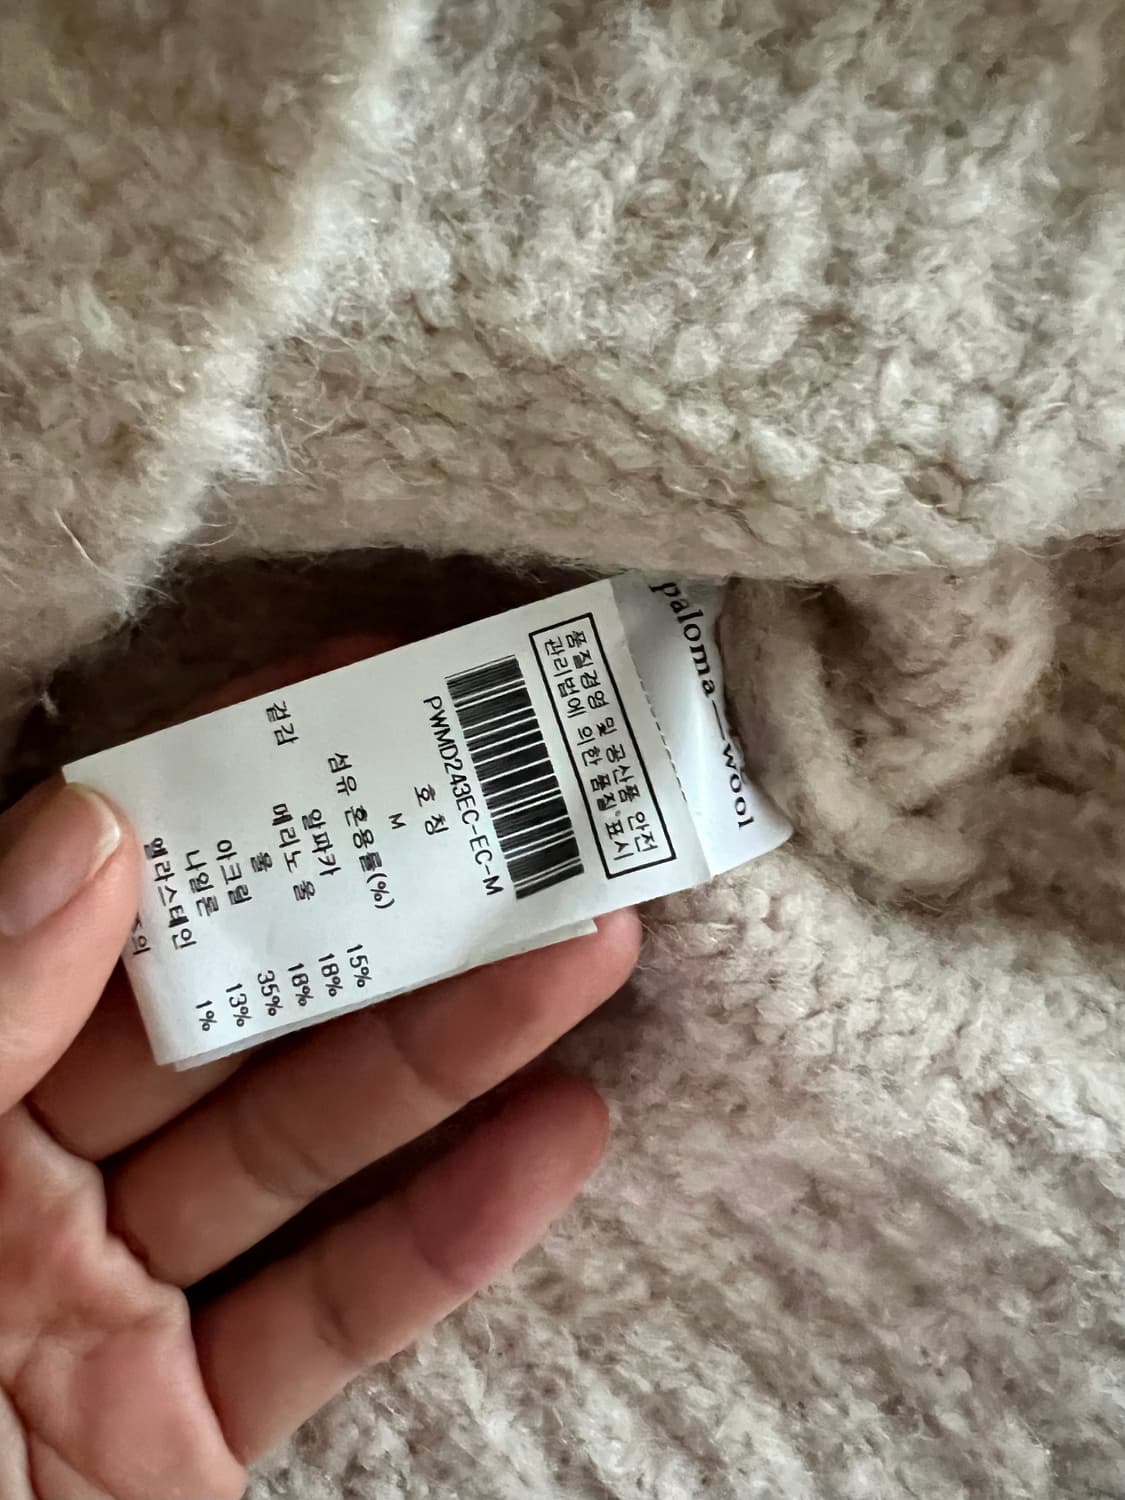 paloma—wool
품질경영 및 공산품 안전
관리법에 의한 품질 표시
PWMD243EC-EC-M
호칭
M
섬유 혼용률(%)
겉감 알파카 15%
메리노 울 18%
울 18%
아크릴 35%
나일론 13%
엘라스테인 1%